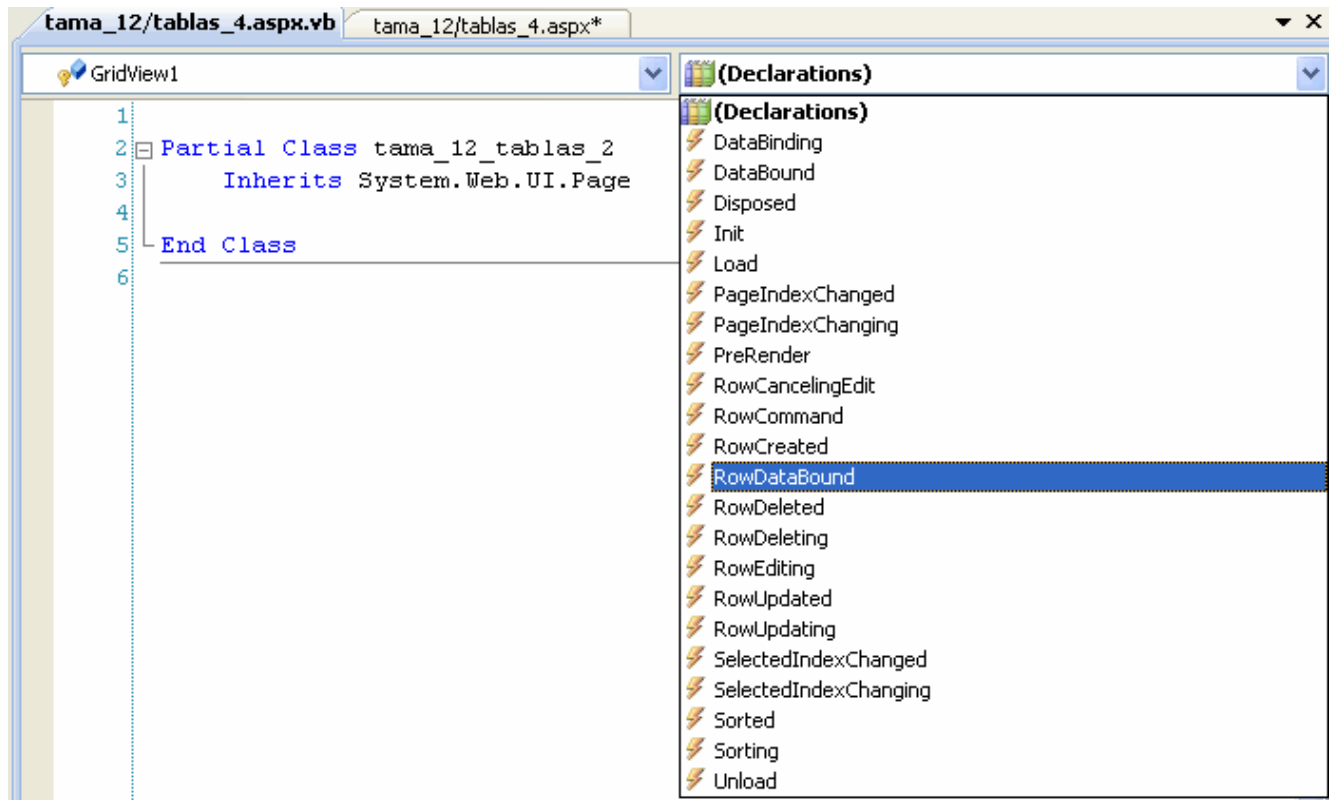 tama_12/tablas_4.aspx.vb tama_12/tablas_4.aspx*
GridView1 (Declarations)
1
2 Partial Class tama_12_tablas_2
3 Inherits System.Web.UI.Page
4
5 End Class
6
(Declarations)
DataBinding
DataBound
Disposed
Init
Load
PageIndexChanged
PageIndexChanging
PreRender
RowCancelingEdit
RowCommand
RowCreated
RowDataBound
RowDeleted
RowDeleting
RowEditing
RowUpdated
RowUpdating
SelectedIndexChanged
SelectedIndexChanging
Sorted
Sorting
Unload